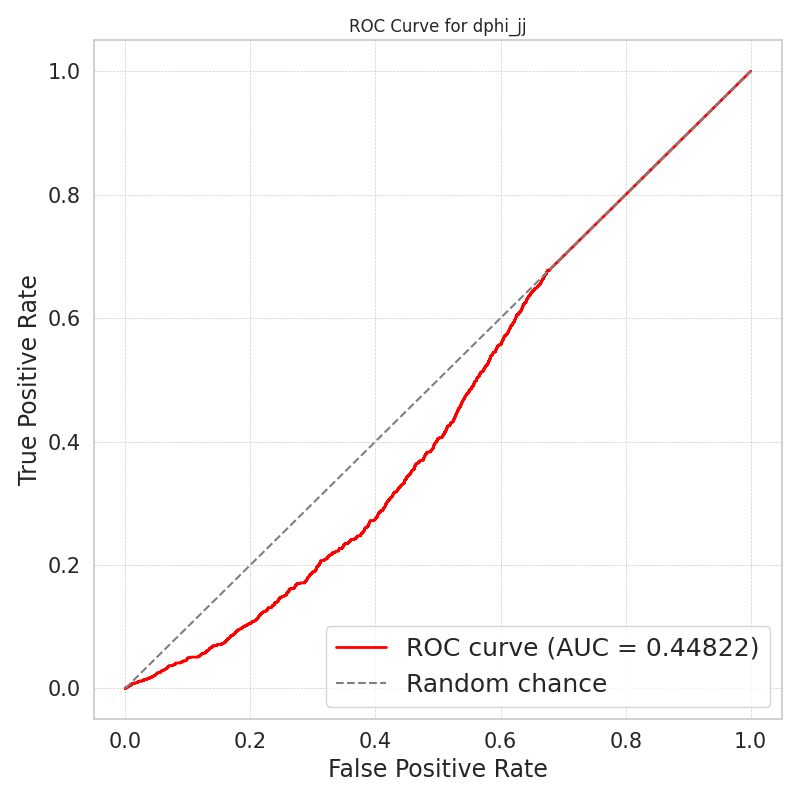 ROC Curve for dphi_jj
True Positive Rate
1.0
0.8
0.6
0.4
0.2
0.0
ROC curve (AUC = 0.44822)
Random chance
0.0 0.2 0.4 0.6 0.8 1.0
False Positive Rate